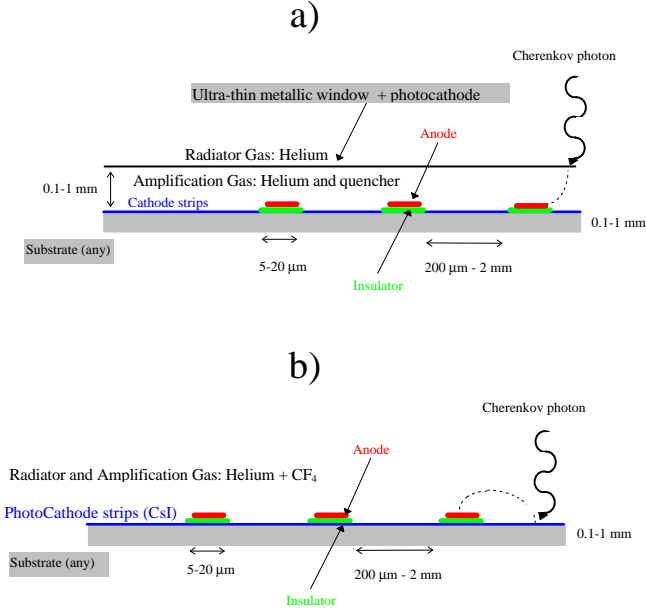 a)
Cherenkov photon
Ultra-thin metallic window + photocathode
Anode
Radiator Gas: Helium
0.1-1 mm
Amplification Gas: Helium and quencher
Cathode strips
0.1-1 mm
Substrate (any)
5-20 μm
200 μm - 2 mm
Insulator
b)
Cherenkov photon
Anode
Radiator and Amplification Gas: Helium + CF₄
PhotoCathode strips (CsI)
0.1-1 mm
Substrate (any)
5-20 μm
200 μm - 2 mm
Insulator